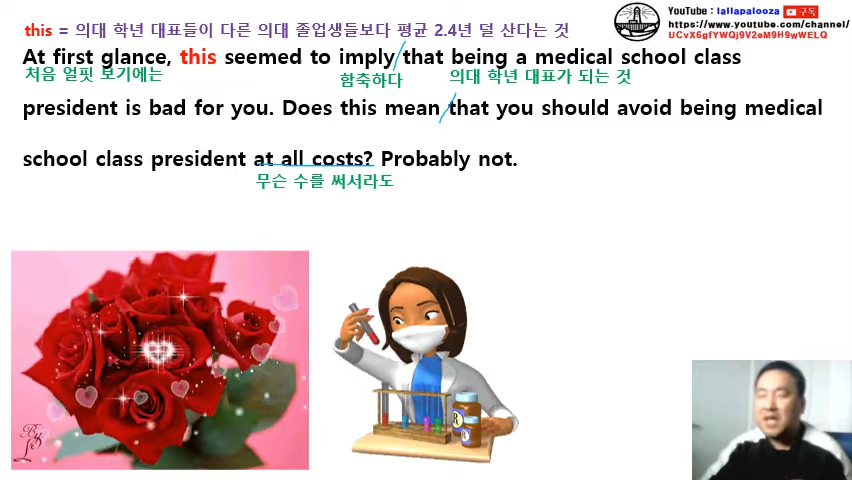 this = 의대 학년 대표들이 다른 의대 졸업생들보다 평균 2.4년 덜 산다는 것
YouTube : lallapalooza 구독
https://www.youtube.com/channel/
UCvX6gfYWQj9V2eM9H9wWELQ
At first glance, this seemed to imply that being a medical school class
처음 얼핏 보기에는 함축하다 의대 학년 대표가 되는 것
president is bad for you. Does this mean that you should avoid being medical
school class president at all costs? Probably not.
무슨 수를 써서라도